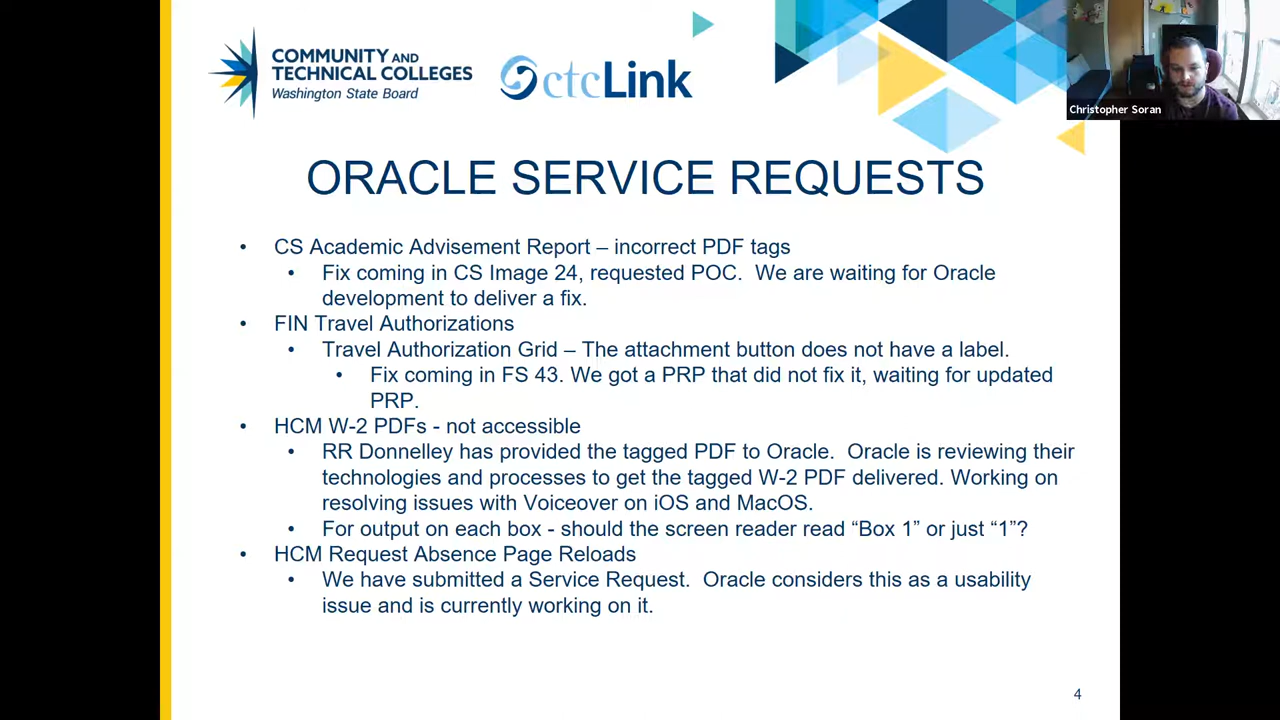 COMMUNITY AND
TECHNICAL COLLEGES
Washington State Board
ctcLink
Christopher Soran
ORACLE SERVICE REQUESTS
• CS Academic Advisement Report – incorrect PDF tags
• Fix coming in CS Image 24, requested POC.  We are waiting for Oracle
development to deliver a fix.
• FIN Travel Authorizations
• Travel Authorization Grid – The attachment button does not have a label.
• Fix coming in FS 43. We got a PRP that did not fix it, waiting for updated
PRP.
• HCM W-2 PDFs - not accessible
• RR Donnelley has provided the tagged PDF to Oracle.  Oracle is reviewing their
technologies and processes to get the tagged W-2 PDF delivered. Working on
resolving issues with Voiceover on iOS and MacOS.
• For output on each box - should the screen reader read “Box 1” or just “1”?
• HCM Request Absence Page Reloads
• We have submitted a Service Request.  Oracle considers this as a usability
issue and is currently working on it.
4